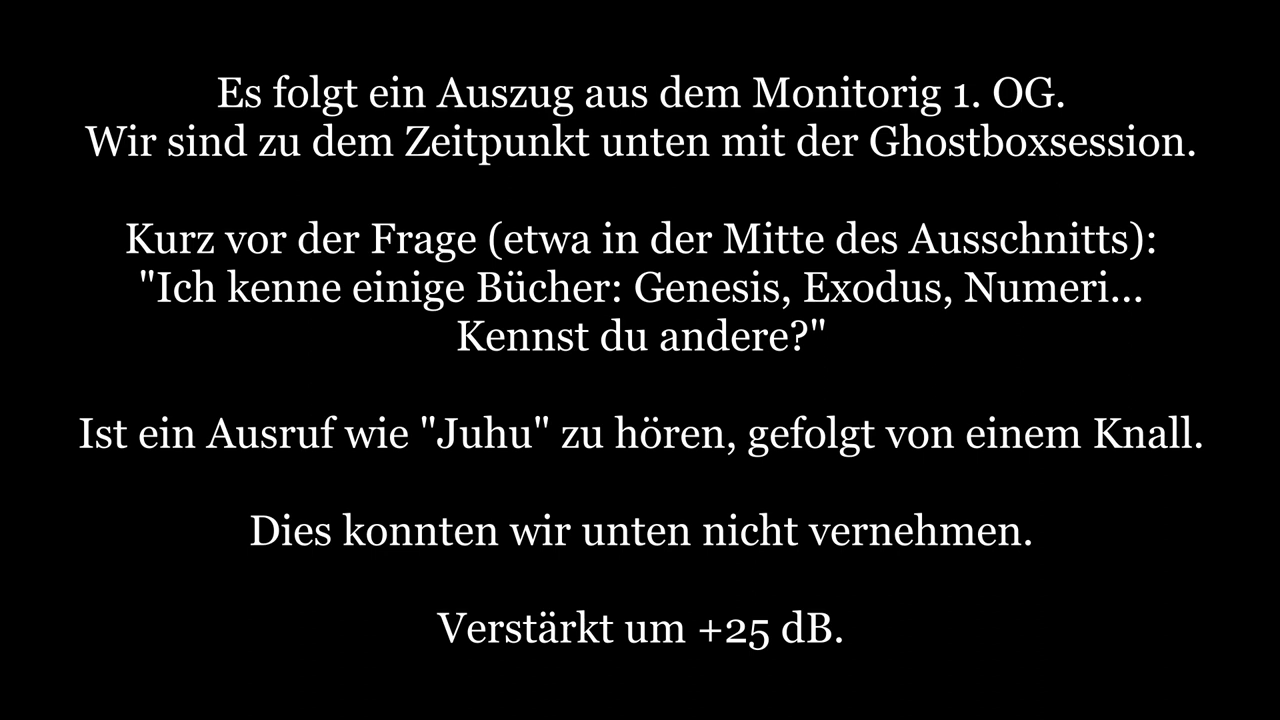 Es folgt ein Auszug aus dem Monitorig 1. OG.
Wir sind zu dem Zeitpunkt unten mit der Ghostboxsession.
Kurz vor der Frage (etwa in der Mitte des Ausschnitts):
"Ich kenne einige Bücher: Genesis, Exodus, Numeri...
Kennst du andere?"
Ist ein Ausruf wie "Juhu" zu hören, gefolgt von einem Knall.
Dies konnten wir unten nicht vernehmen.
Verstärkt um +25 dB.